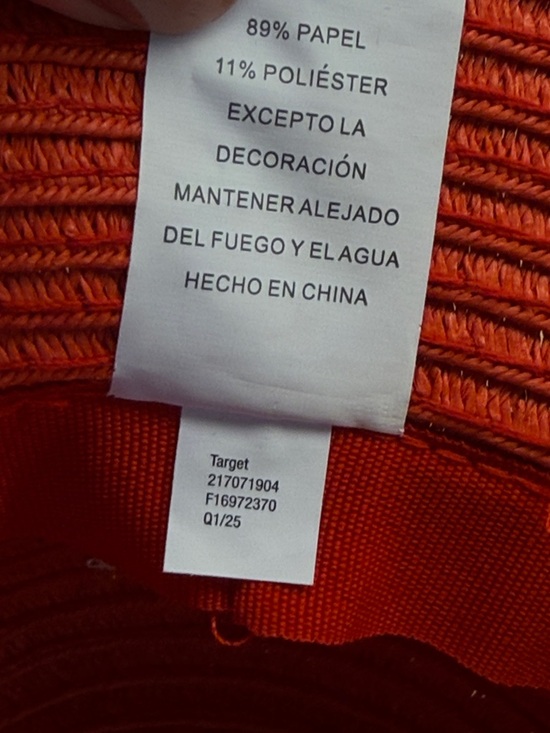 89% PAPEL
11% POLIÉSTER
EXCEPTO LA
DECORACIÓN
MANTENER ALEJADO
DEL FUEGO Y EL AGUA
HECHO EN CHINA
Target
217071904
F16972370
Q1/25